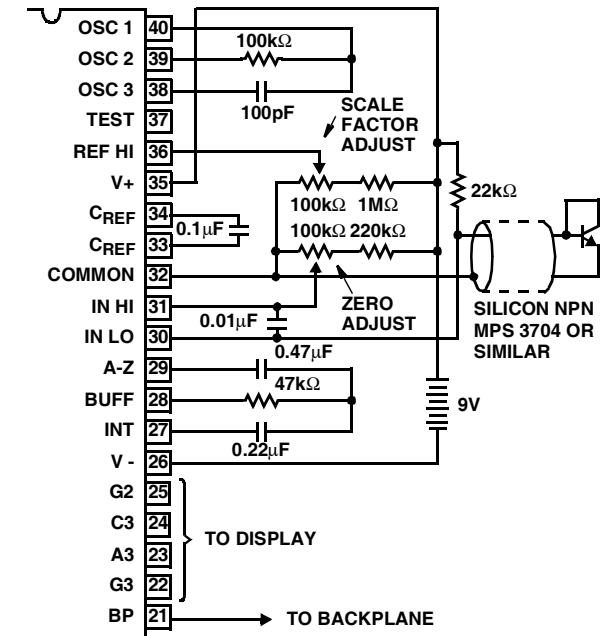 OSC 1 40
OSC 2 39
OSC 3 38
TEST 37
REF HI 36
V+ 35
CREF 34
CREF 33
COMMON 32
IN HI 31
IN LO 30
A-Z 29
BUFF 28
INT 27
V - 26
G2 25
C3 24
A3 23
G3 22
BP 21
100kΩ
100pF
SCALE
FACTOR
ADJUST
100kΩ 1MΩ
22kΩ
0.1μF
100kΩ 220kΩ
ZERO
ADJUST
0.01μF
SILICON NPN
MPS 3704 OR
SIMILAR
0.47μF
47kΩ
0.22μF
9V
TO DISPLAY
TO BACKPLANE